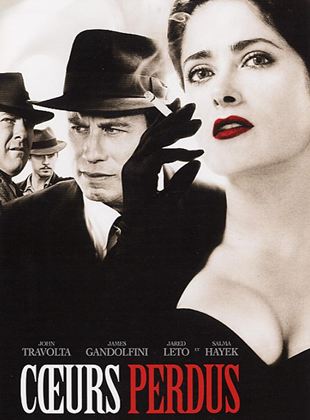 JOHN JAMES JARED SALMA
TRAVOLTA GANDOLFINI LETO ET HAYEK
CŒURS PERDUS